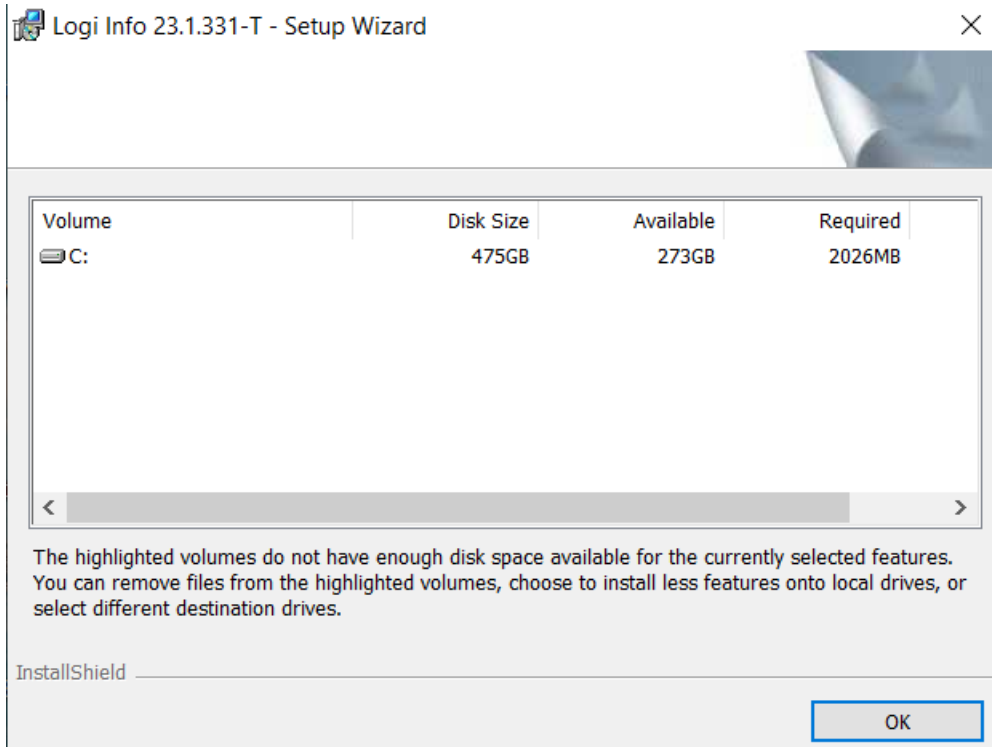 Logi Info 23.1.331-T - Setup Wizard
Volume Disk Size Available Required
C: 475GB 273GB 2026MB
The highlighted volumes do not have enough disk space available for the currently selected features.
You can remove files from the highlighted volumes, choose to install less features onto local drives, or
select different destination drives.
InstallShield
OK